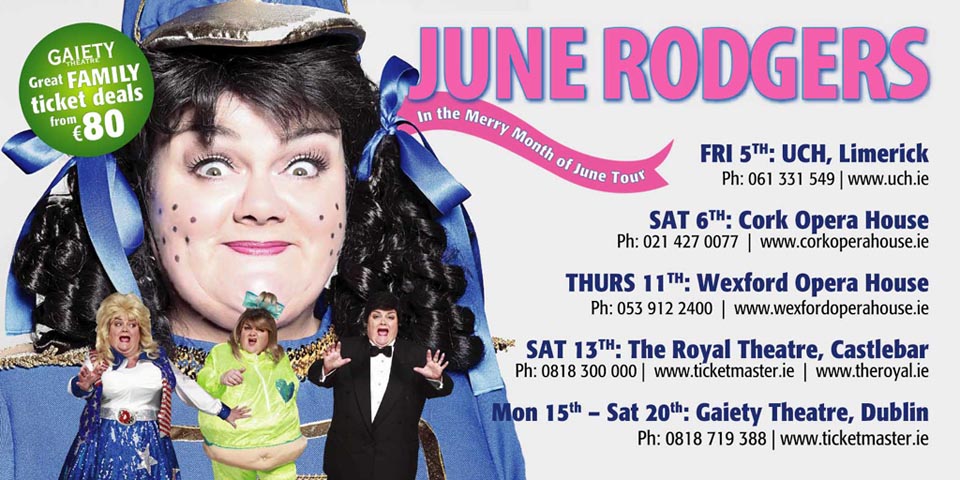 GAIETY
THEATRE
Great FAMILY
ticket deals
from
€80
JUNE RODGERS
In the Merry Month of June Tour
FRI 5TH: UCH, Limerick
Ph: 061 331 549 | www.uch.ie
SAT 6TH: Cork Opera House
Ph: 021 427 0077 | www.corkoperahouse.ie
THURS 11TH: Wexford Opera House
Ph: 053 912 2400 | www.wexfordoperahouse.ie
SAT 13TH: The Royal Theatre, Castlebar
Ph: 0818 300 000 | www.ticketmaster.ie | www.theroyal.ie
Mon 15th – Sat 20th: Gaiety Theatre, Dublin
Ph: 0818 719 388 | www.ticketmaster.ie